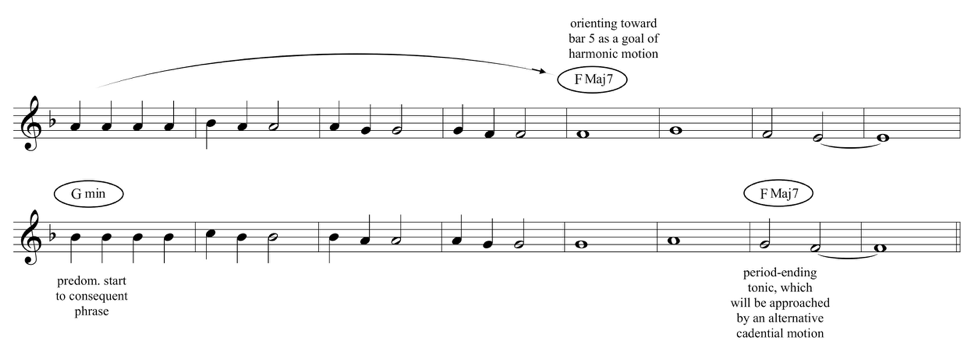 orienting toward
bar 5 as a goal of
harmonic motion
F Maj7
G min
F Maj7
predom. start
to consequent
phrase
period-ending
tonic, which
will be approached
by an alternative
cadential motion